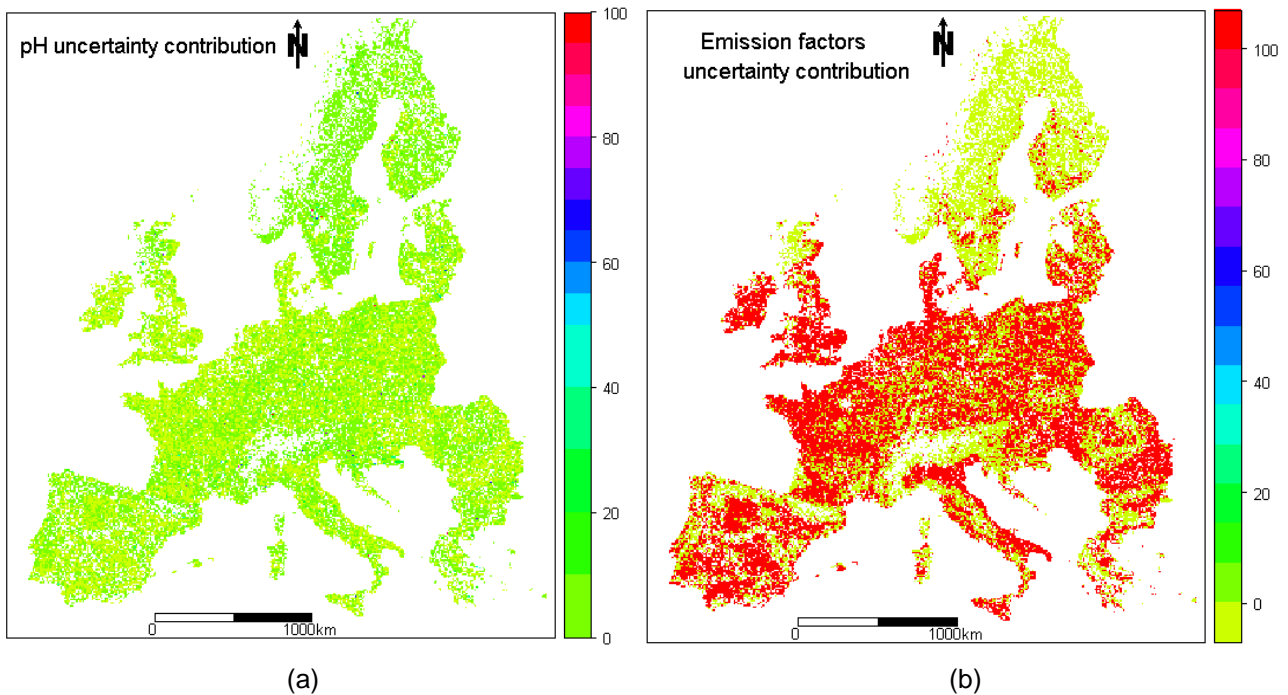 pH uncertainty contribution
N
100
80
60
40
20
0
0
1000km
(a)
Emission factors
uncertainty contribution
N
100
80
60
40
20
0
0
1000km
(b)